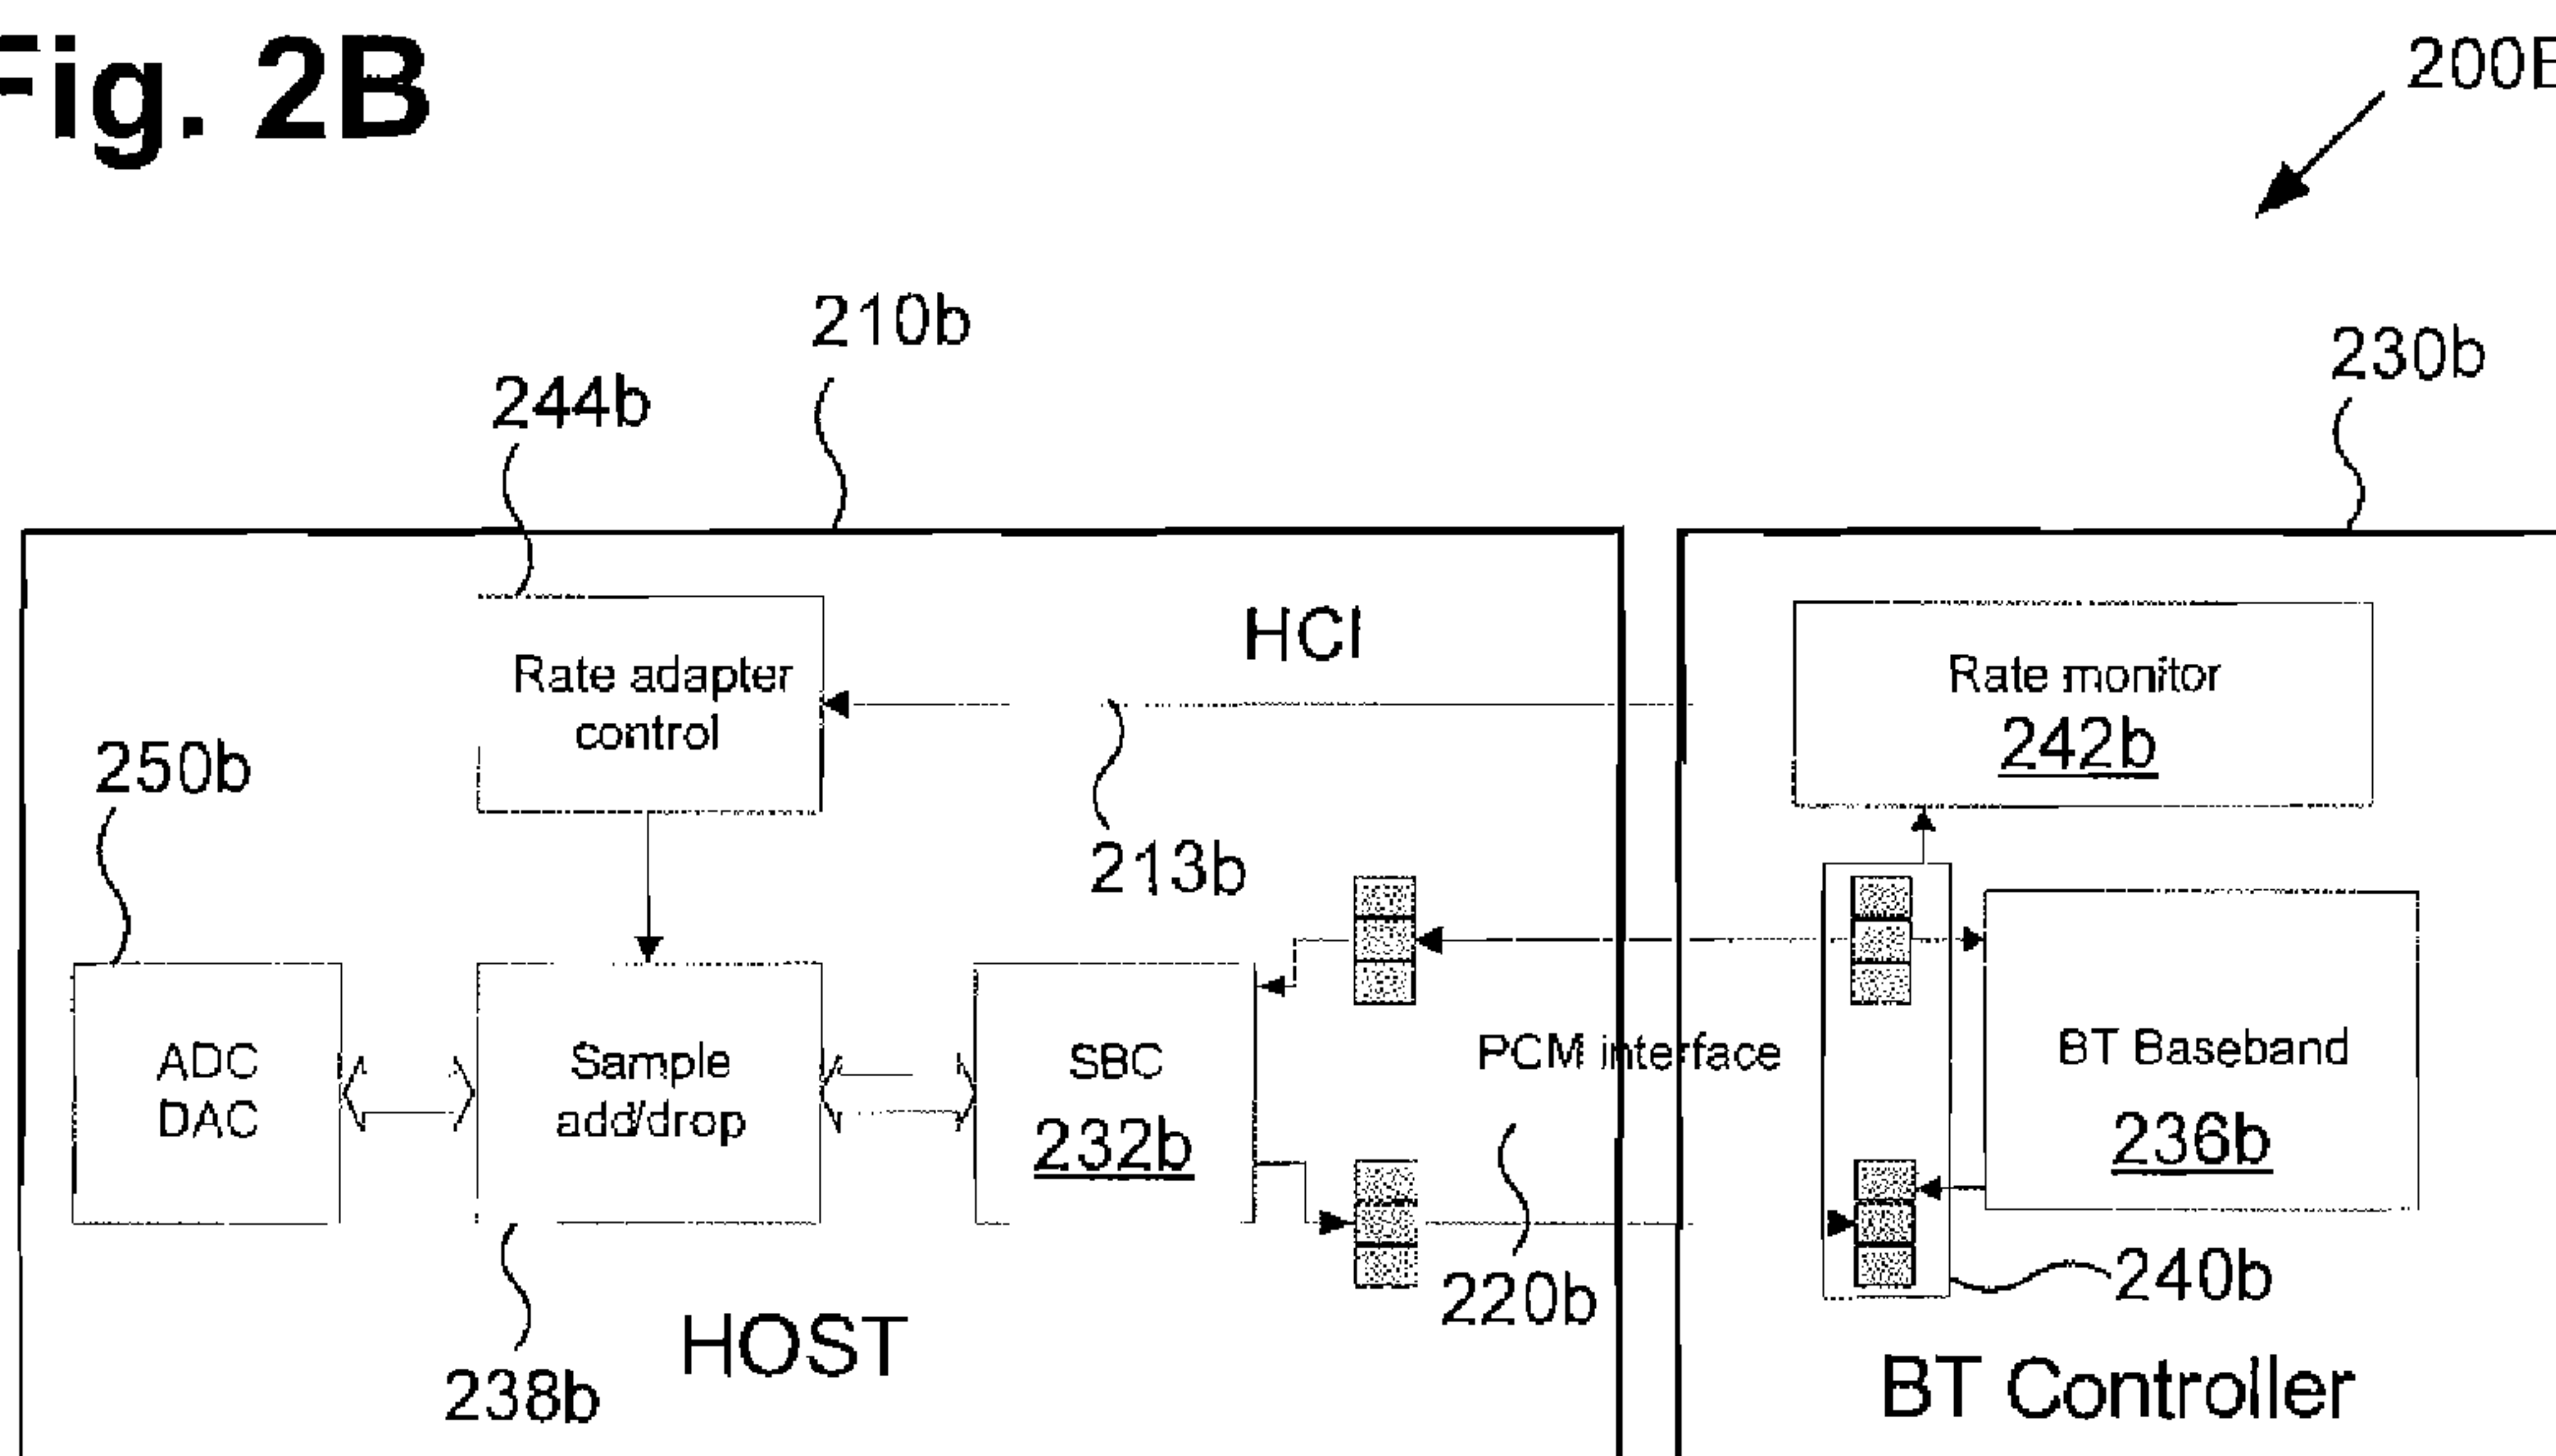 Fig. 2B
200B
210b
230b
244b
HCI
Rate adapter
control
Rate monitor
242b
250b
213b
ADC
DAC
Sample
add/drop
SBC
232b
PCM interface
BT Baseband
236b
220b
240b
HOST
238b
BT Controller